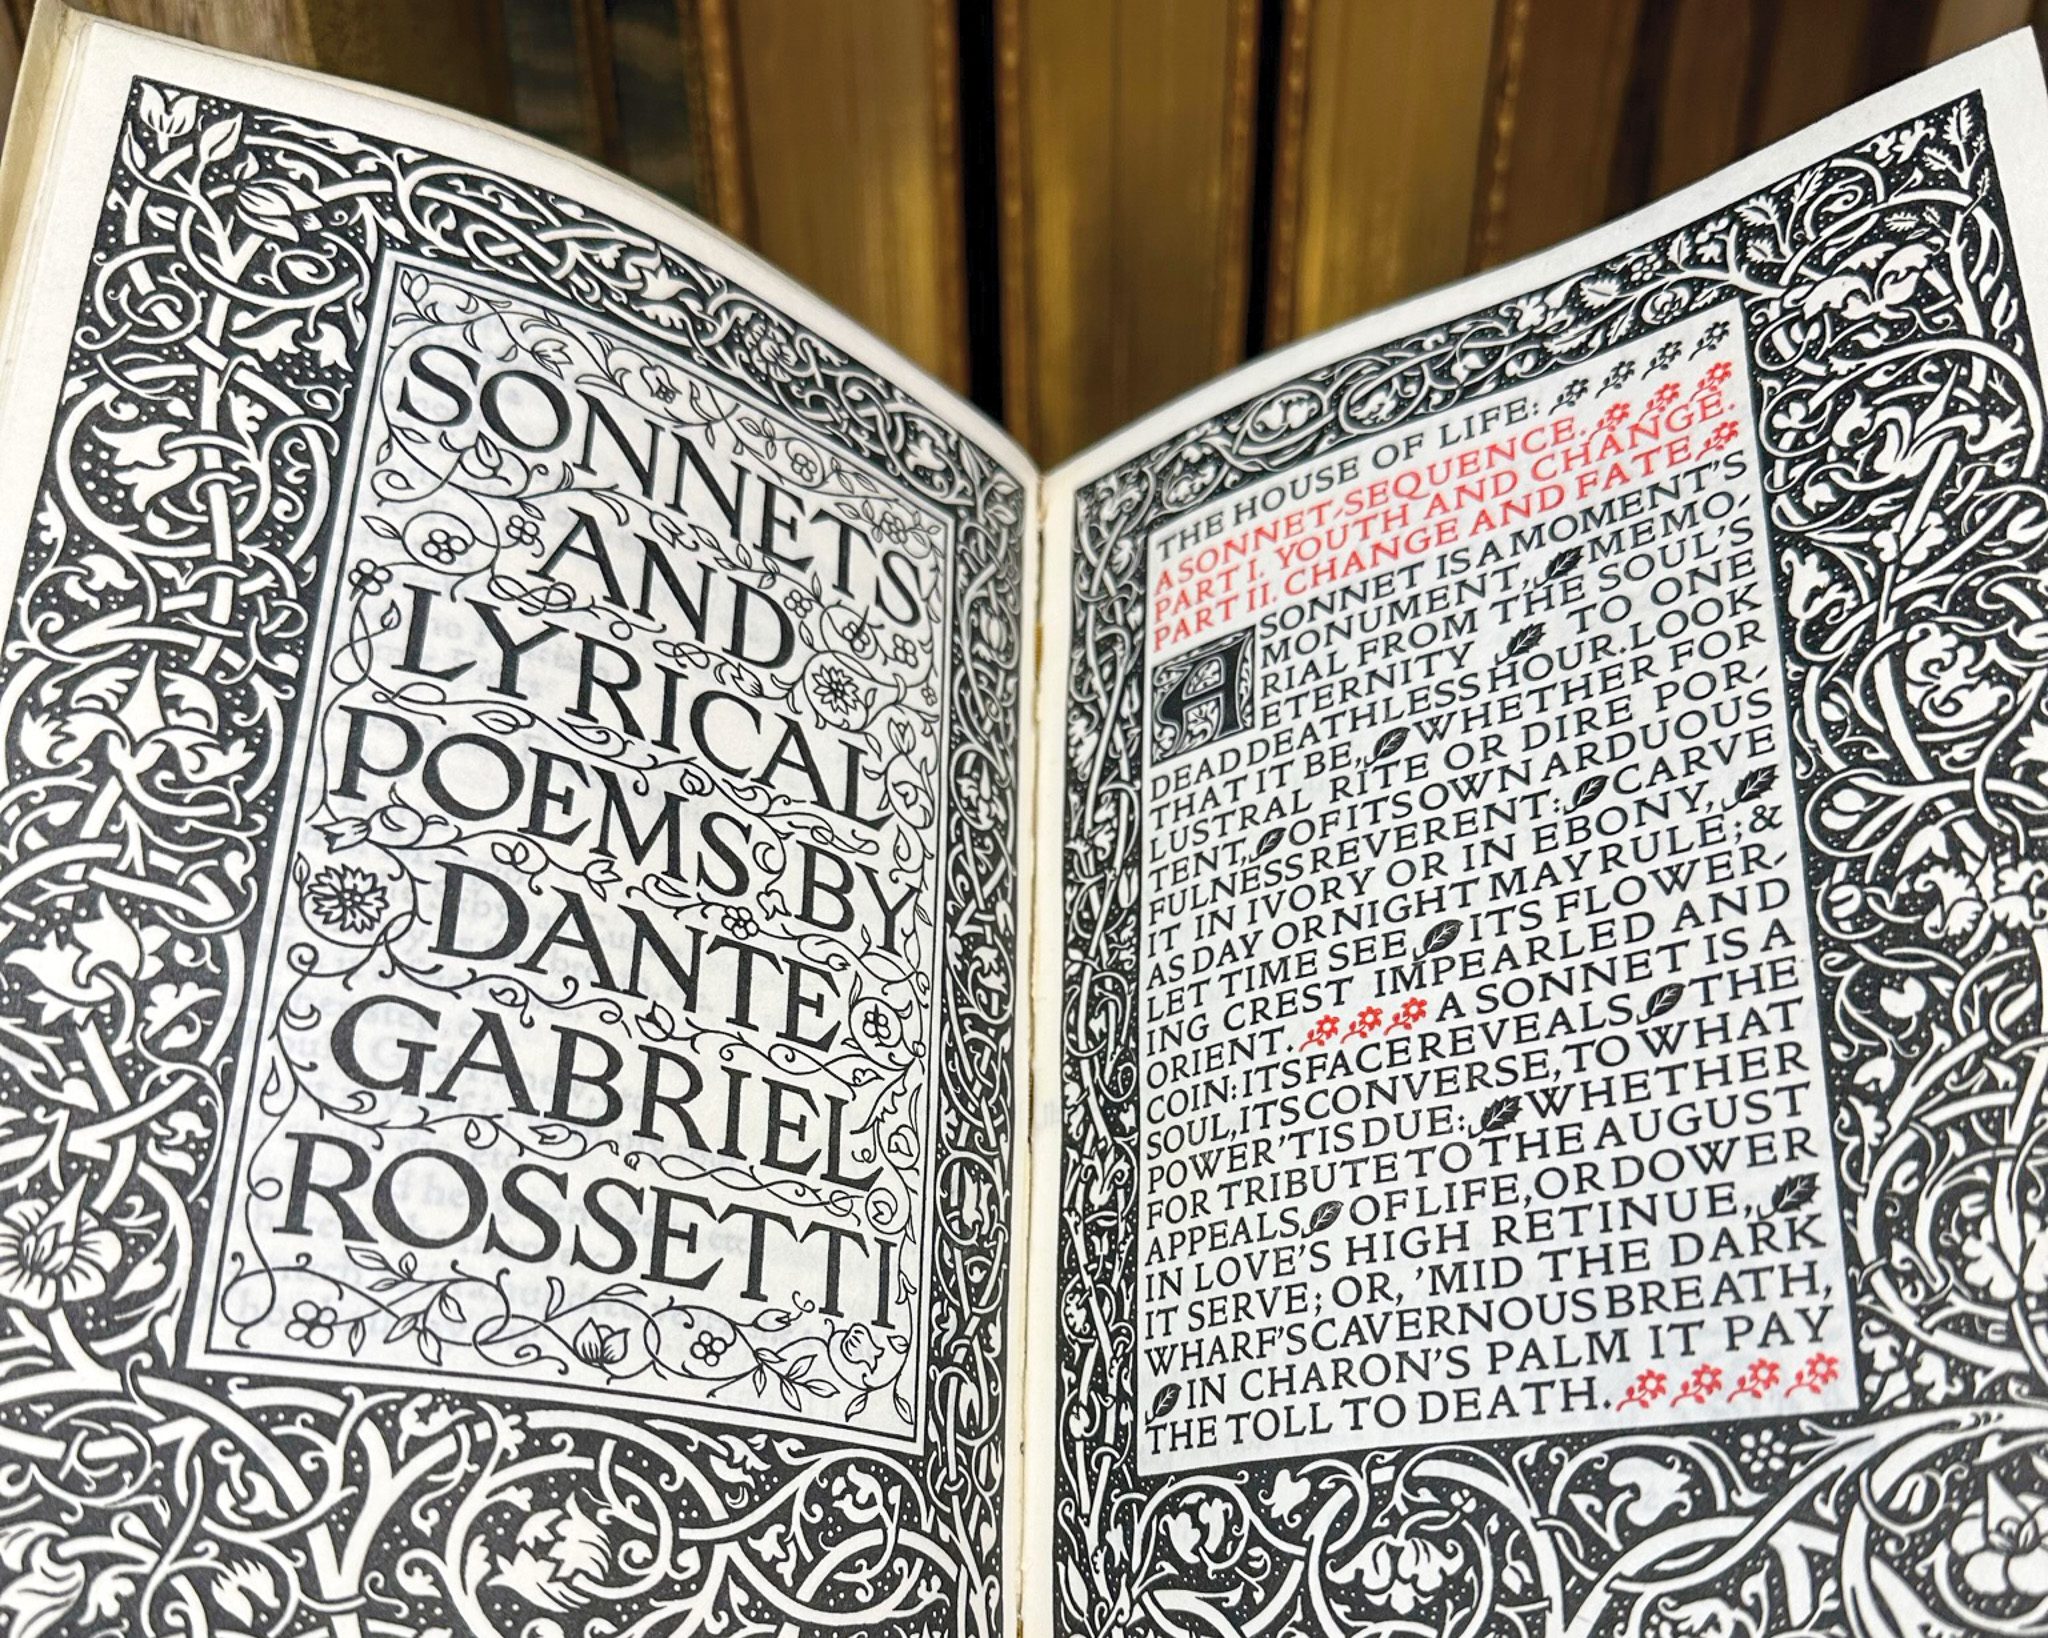 SONNETS
AND
LYRICAL
POEMS BY
DANTE
GABRIEL
ROSSETTI
THE HOUSE OF LIFE:
A SONNET-SEQUENCE.
PART I. YOUTH AND CHANGE.
PART II. CHANGE AND FATE.
A SONNET IS A MOMENT'S
MONUMENT, MEMO-
RIAL FROM THE SOUL'S
ETERNITY TO ONE
DEAD DEATHLESS HOUR. LOOK
THAT IT BE, WHETHER FOR
LUSTRAL RITE OR DIRE POR-
TENT, OF ITS OWN ARDUOUS
FULNESS REVERENT: CARVE
IT IN IVORY OR IN EBONY,
AS DAY OR NIGHT MAY RULE; &
LET TIME SEE ITS FLOWER-
ING CREST IMPEARLED AND
ORIENT. A SONNET IS A
COIN: ITS FACE REVEALS THE
SOUL, ITS CONVERSE, TO WHAT
POWER 'TIS DUE: WHETHER
FOR TRIBUTE TO THE AUGUST
APPEALS OF LIFE, OR DOWER
IN LOVE'S HIGH RETINUE,
IT SERVE; OR, 'MID THE DARK
WHARF'S CAVERNOUS BREATH,
IN CHARON'S PALM IT PAY
THE TOLL TO DEATH.